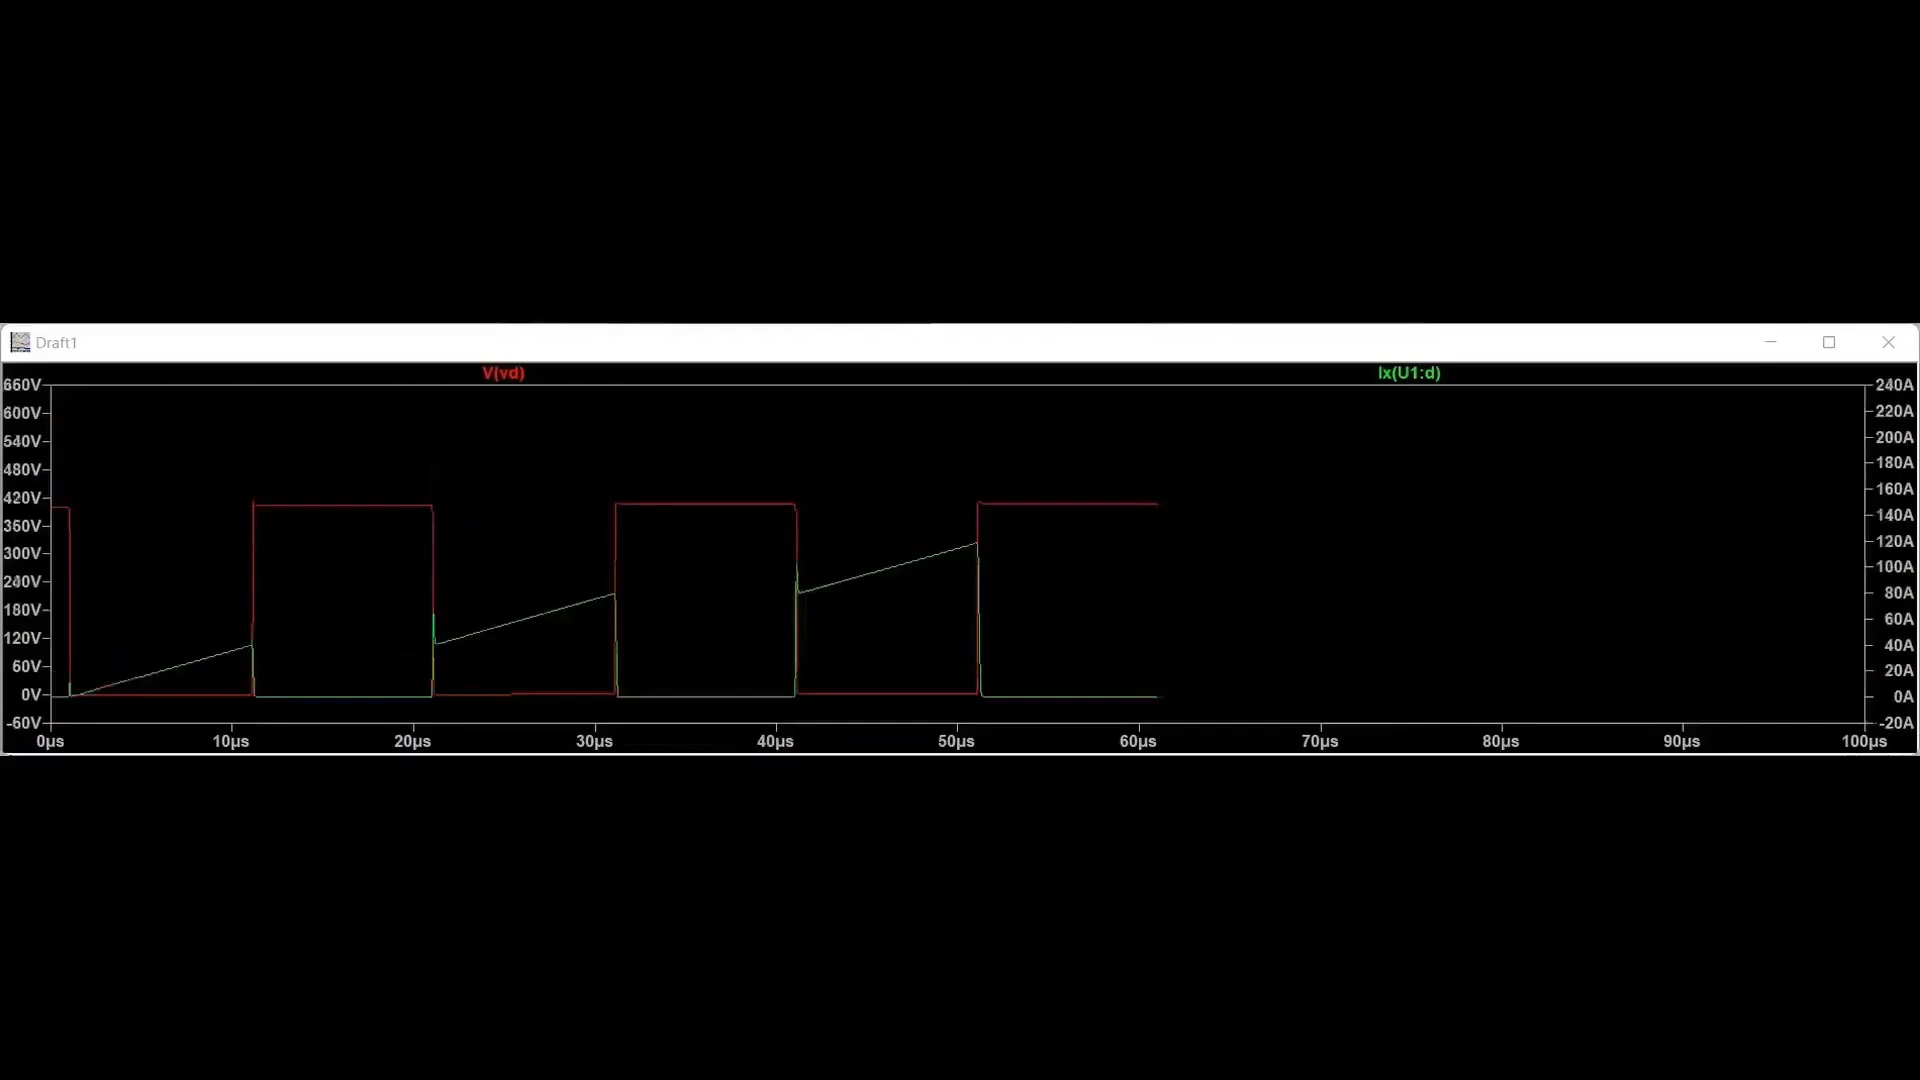 Draft1
V(vd) Ix(U1:d)
660V 240A
600V 220A
540V 200A
480V 180A
420V 160A
360V 140A
300V 120A
240V 100A
180V 80A
120V 60A
60V 40A
0V 20A
-60V 0A
-20A
0µs 10µs 20µs 30µs 40µs 50µs 60µs 70µs 80µs 90µs 100µs